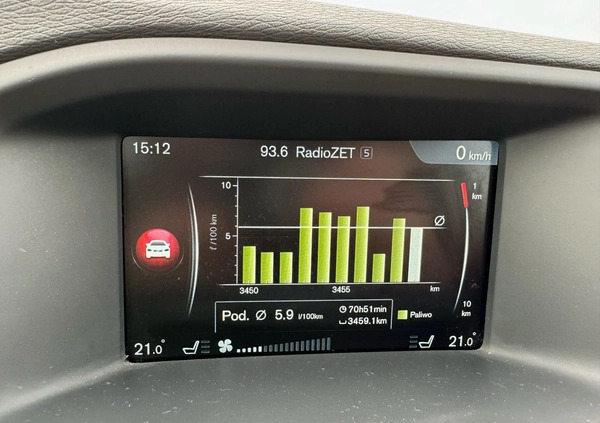 15:12 93.6 RadioZET 5 0 km/h
10
1 km
5
l/100 km
Ø
3450 3455 km
10 km
Pod. Ø 5.9 l/100km
70h51min
3459.1km
Paliwo
21.0° 21.0°